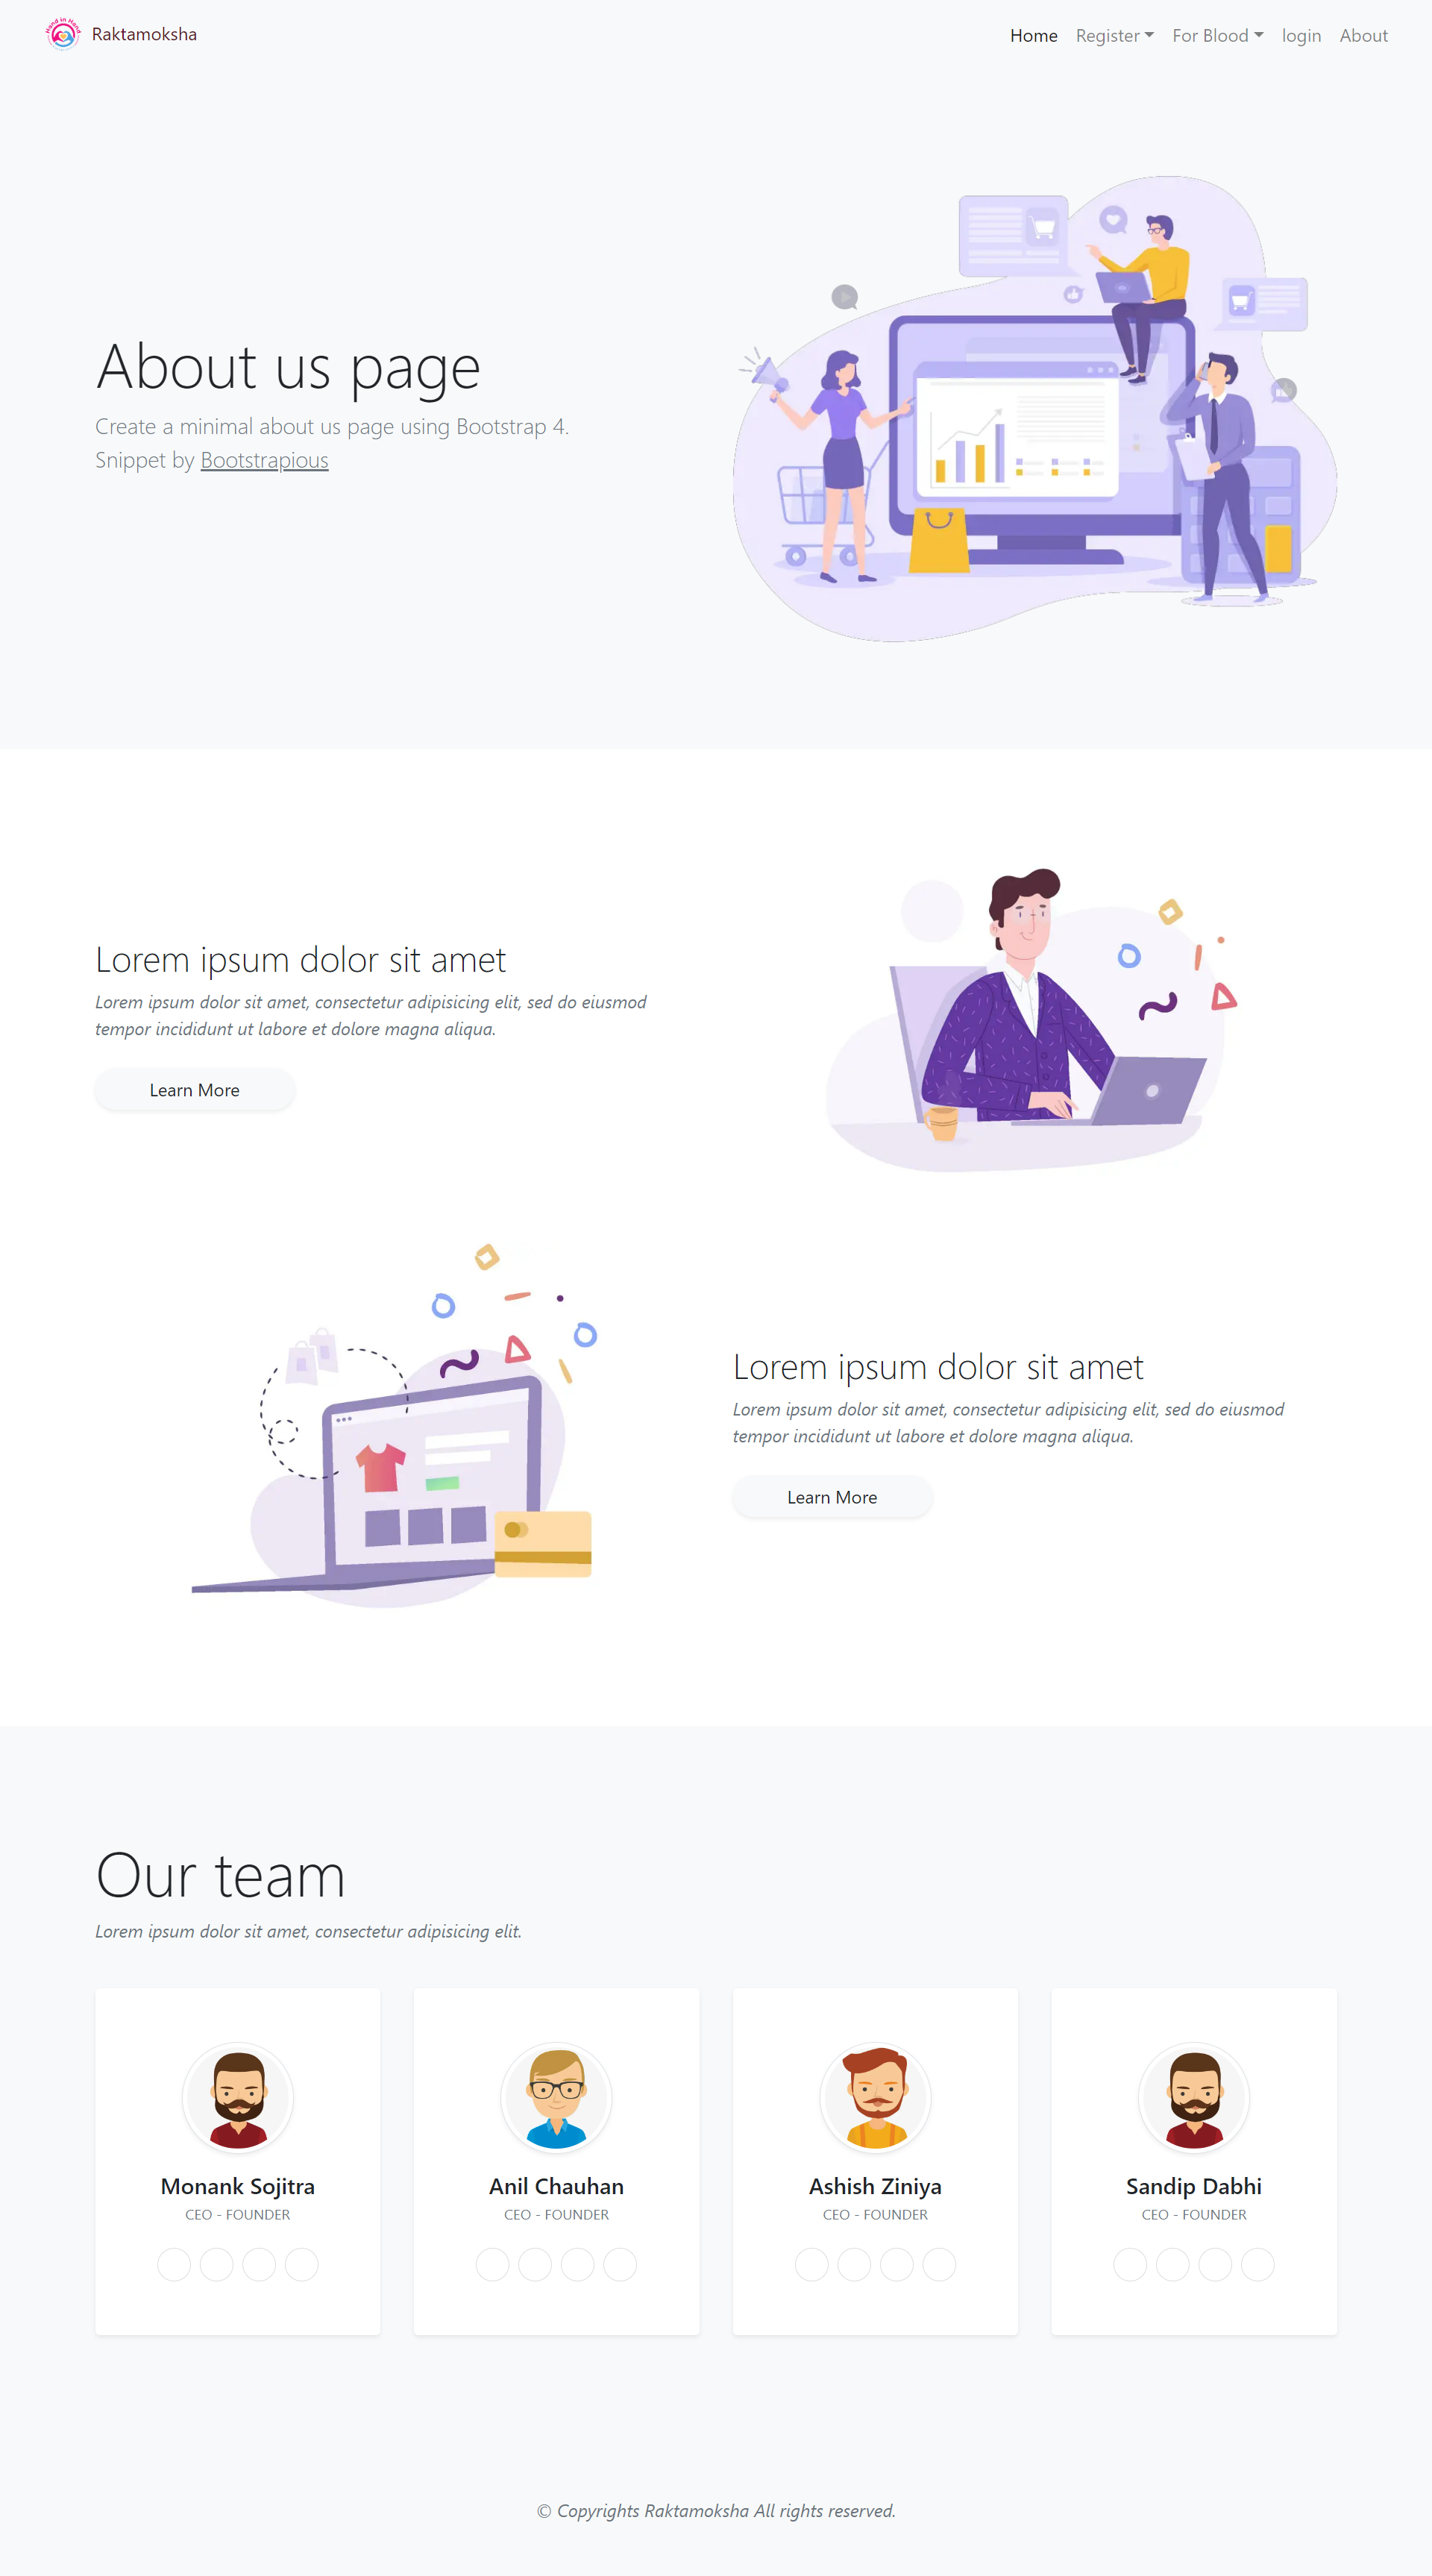 Hand in Hand
Raktamoksha
Home Register For Blood login About
About us page
Create a minimal about us page using Bootstrap 4.
Snippet by Bootstrapious
Lorem ipsum dolor sit amet
Lorem ipsum dolor sit amet, consectetur adipisicing elit, sed do eiusmod
tempor incididunt ut labore et dolore magna aliqua.
Learn More
Lorem ipsum dolor sit amet
Lorem ipsum dolor sit amet, consectetur adipisicing elit, sed do eiusmod
tempor incididunt ut labore et dolore magna aliqua.
Learn More
Our team
Lorem ipsum dolor sit amet, consectetur adipisicing elit.
Monank Sojitra
CEO - FOUNDER
Anil Chauhan
CEO - FOUNDER
Ashish Ziniya
CEO - FOUNDER
Sandip Dabhi
CEO - FOUNDER
© Copyrights Raktamoksha All rights reserved.